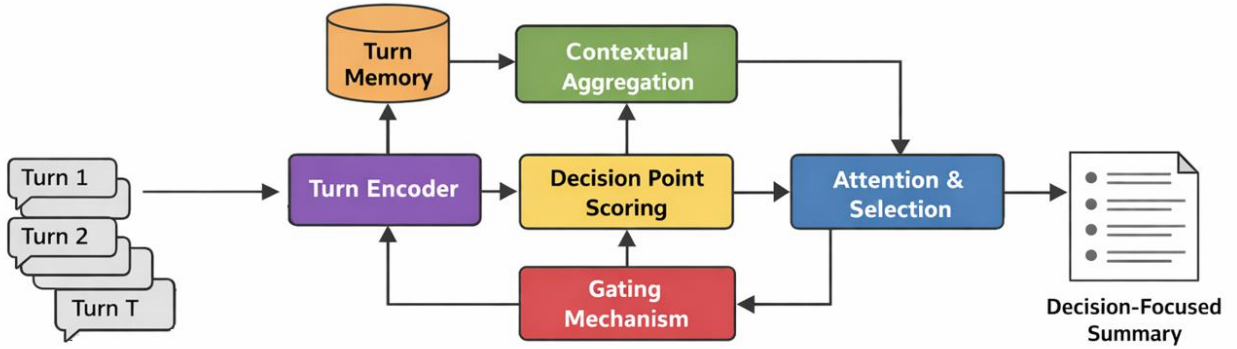 Turn 1
Turn 2
Turn T
Turn Encoder
Turn
Memory
Contextual
Aggregation
Decision Point
Scoring
Gating
Mechanism
Attention &
Selection
Decision-Focused
Summary